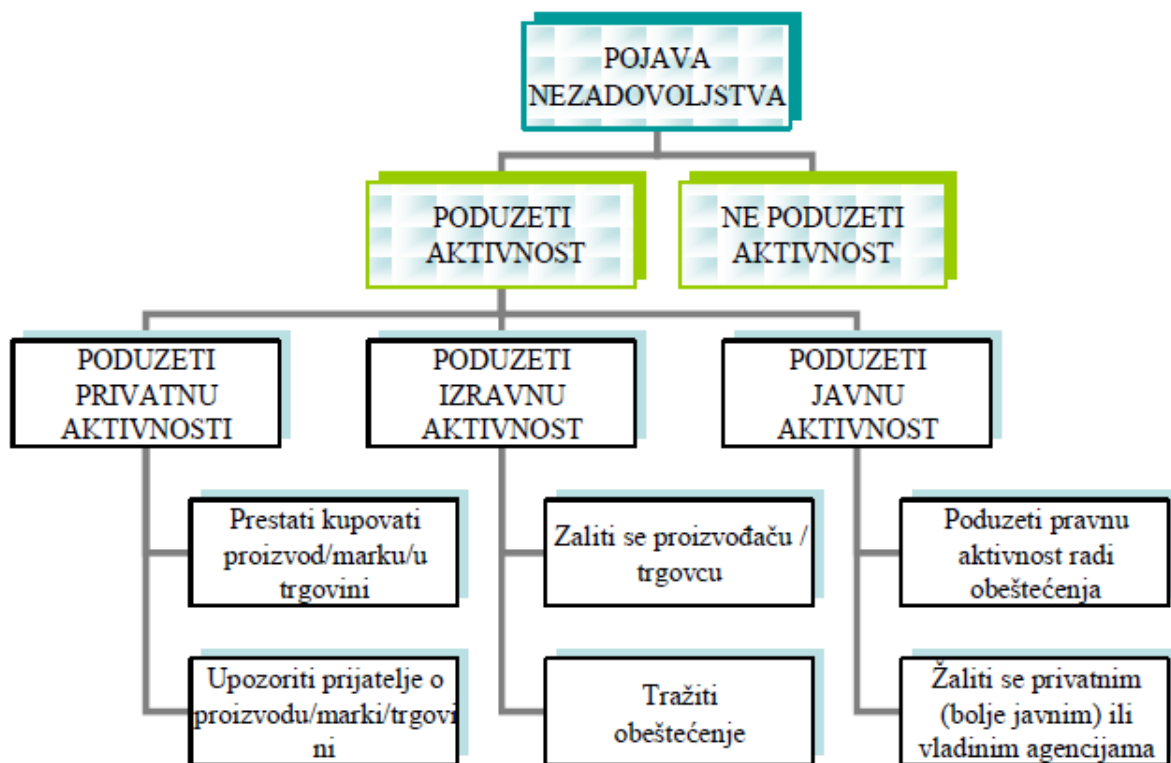 POJAVA
NEZADOVOLJSTVA
PODUZETI
AKTIVNOST
NE PODUZETI
AKTIVNOST
PODUZETI
PRIVATNU
AKTIVNOSTI
PODUZETI
IZRAVNU
AKTIVNOST
PODUZETI
JAVNU
AKTIVNOST
Prestati kupovati
proizvod/marku/u
trgovini
Zaliti se proizvođaču /
trgovcu
Poduzeti pravnu
aktivnost radi
obeštećenja
Upozoriti prijatelje o
proizvodu/marki/trgovi
ni
Tražiti
obeštećenje
Žaliti se privatnim
(bolje javnim) ili
vladinim agencijama